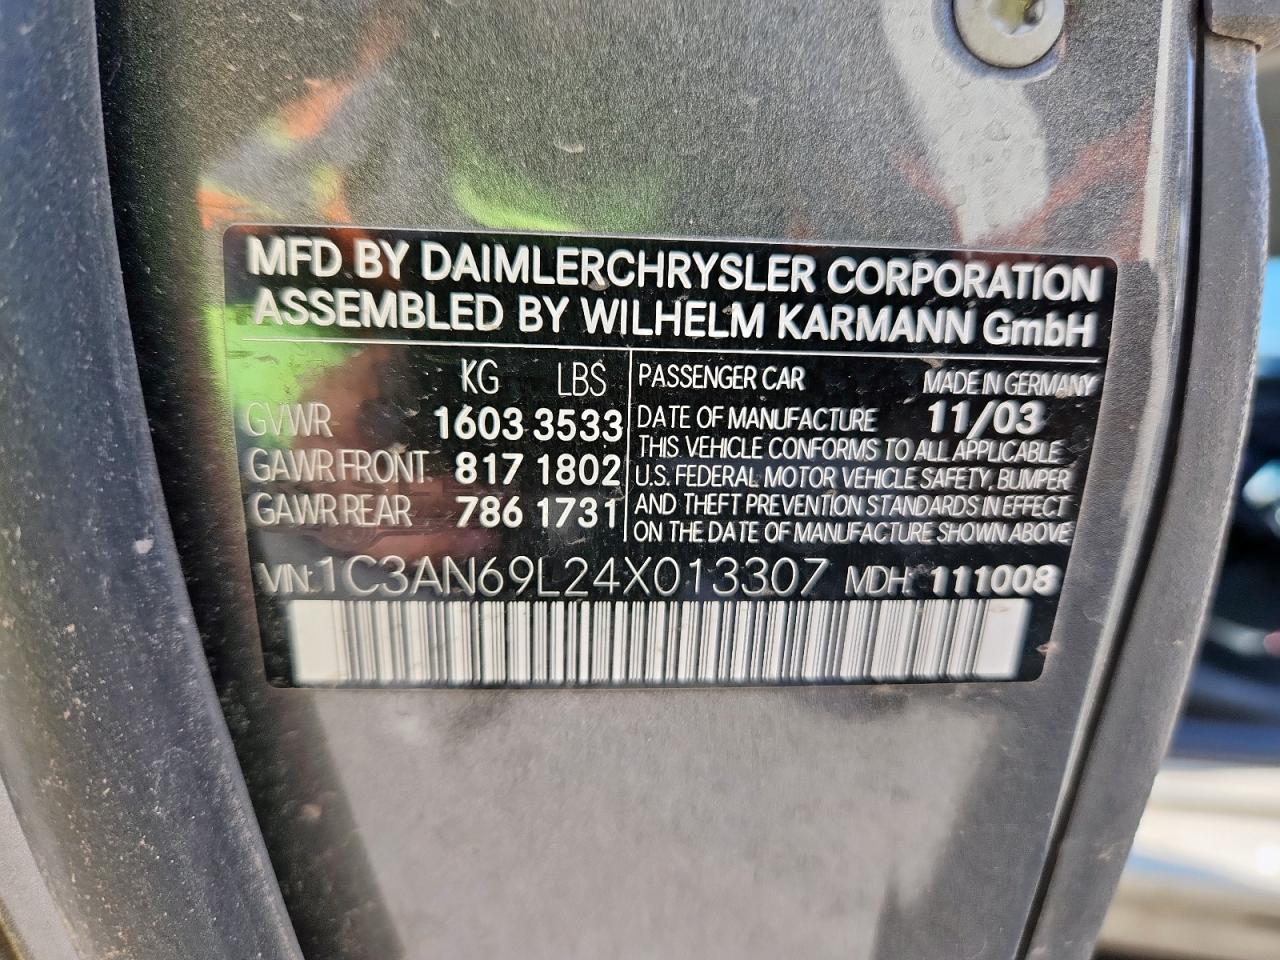 MFD BY DAIMLERCHRYSLER CORPORATION
ASSEMBLED BY WILHELM KARMANN GmbH
KG LBS
GVWR 1603 3533
GAWR FRONT 817 1802
GAWR REAR 786 1731
PASSENGER CAR MADE IN GERMANY
DATE OF MANUFACTURE 11/03
THIS VEHICLE CONFORMS TO ALL APPLICABLE
U.S. FEDERAL MOTOR VEHICLE SAFETY, BUMPER
AND THEFT PREVENTION STANDARDS IN EFFECT
ON THE DATE OF MANUFACTURE SHOWN ABOVE
VIN: 1C3AN69L24X013307 MDH: 111008